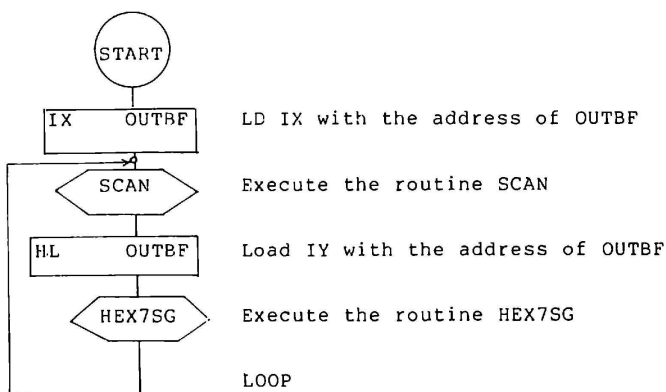 START
IX OUTBF LD IX with the address of OUTBF
SCAN Execute the routine SCAN
HL OUTBF Load IY with the address of OUTBF
HEX7SG Execute the routine HEX7SG
LOOP